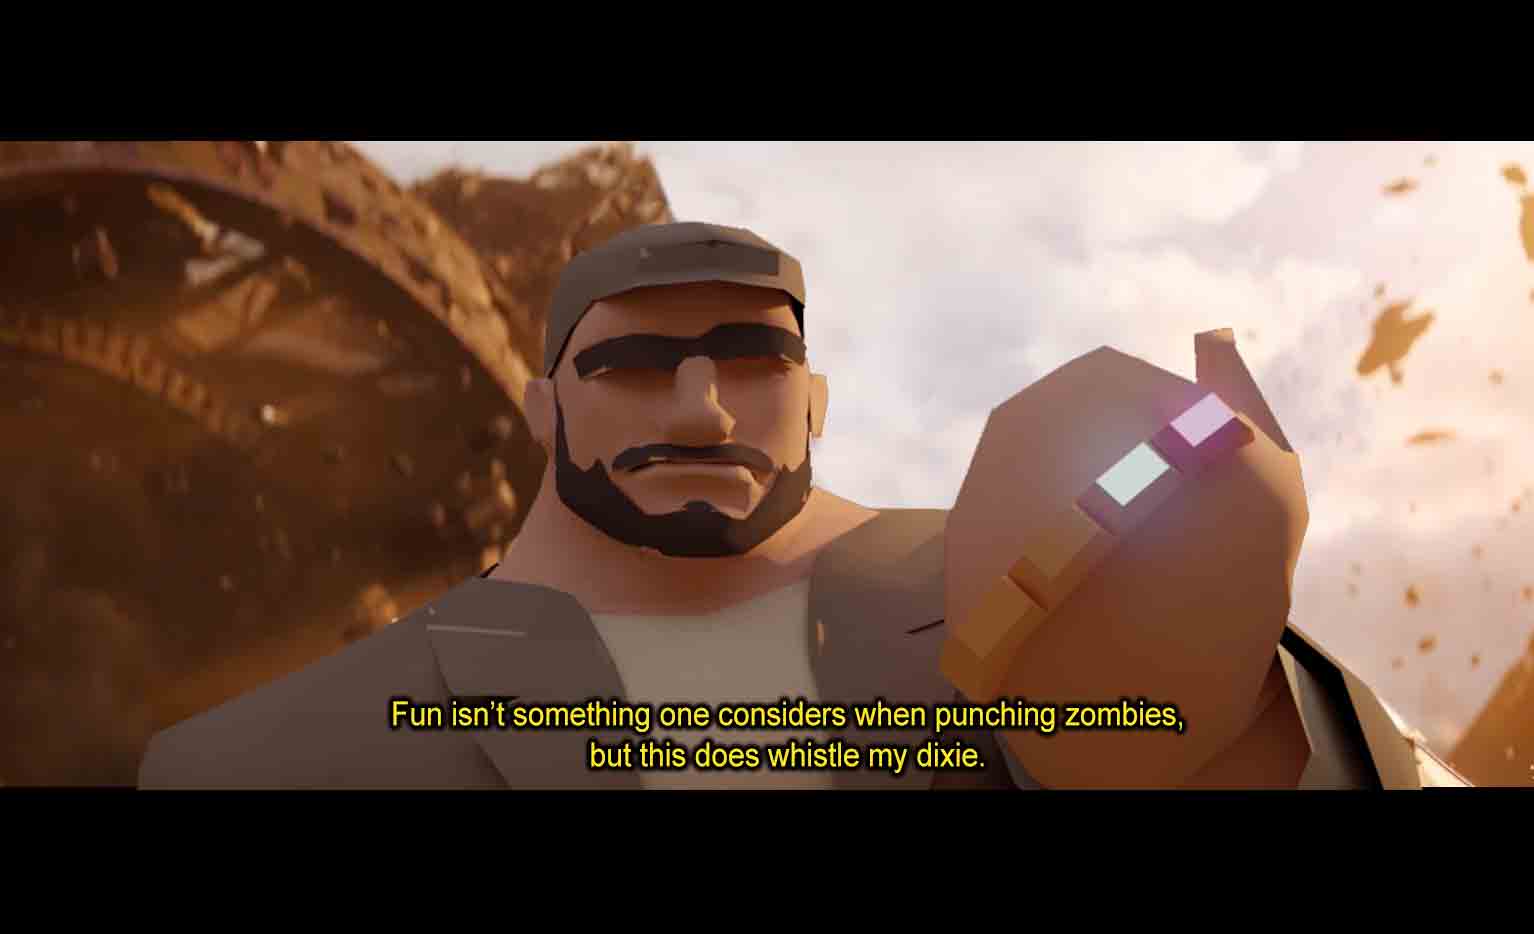 Fun isn’t something one considers when punching zombies,
but this does whistle my dixie.